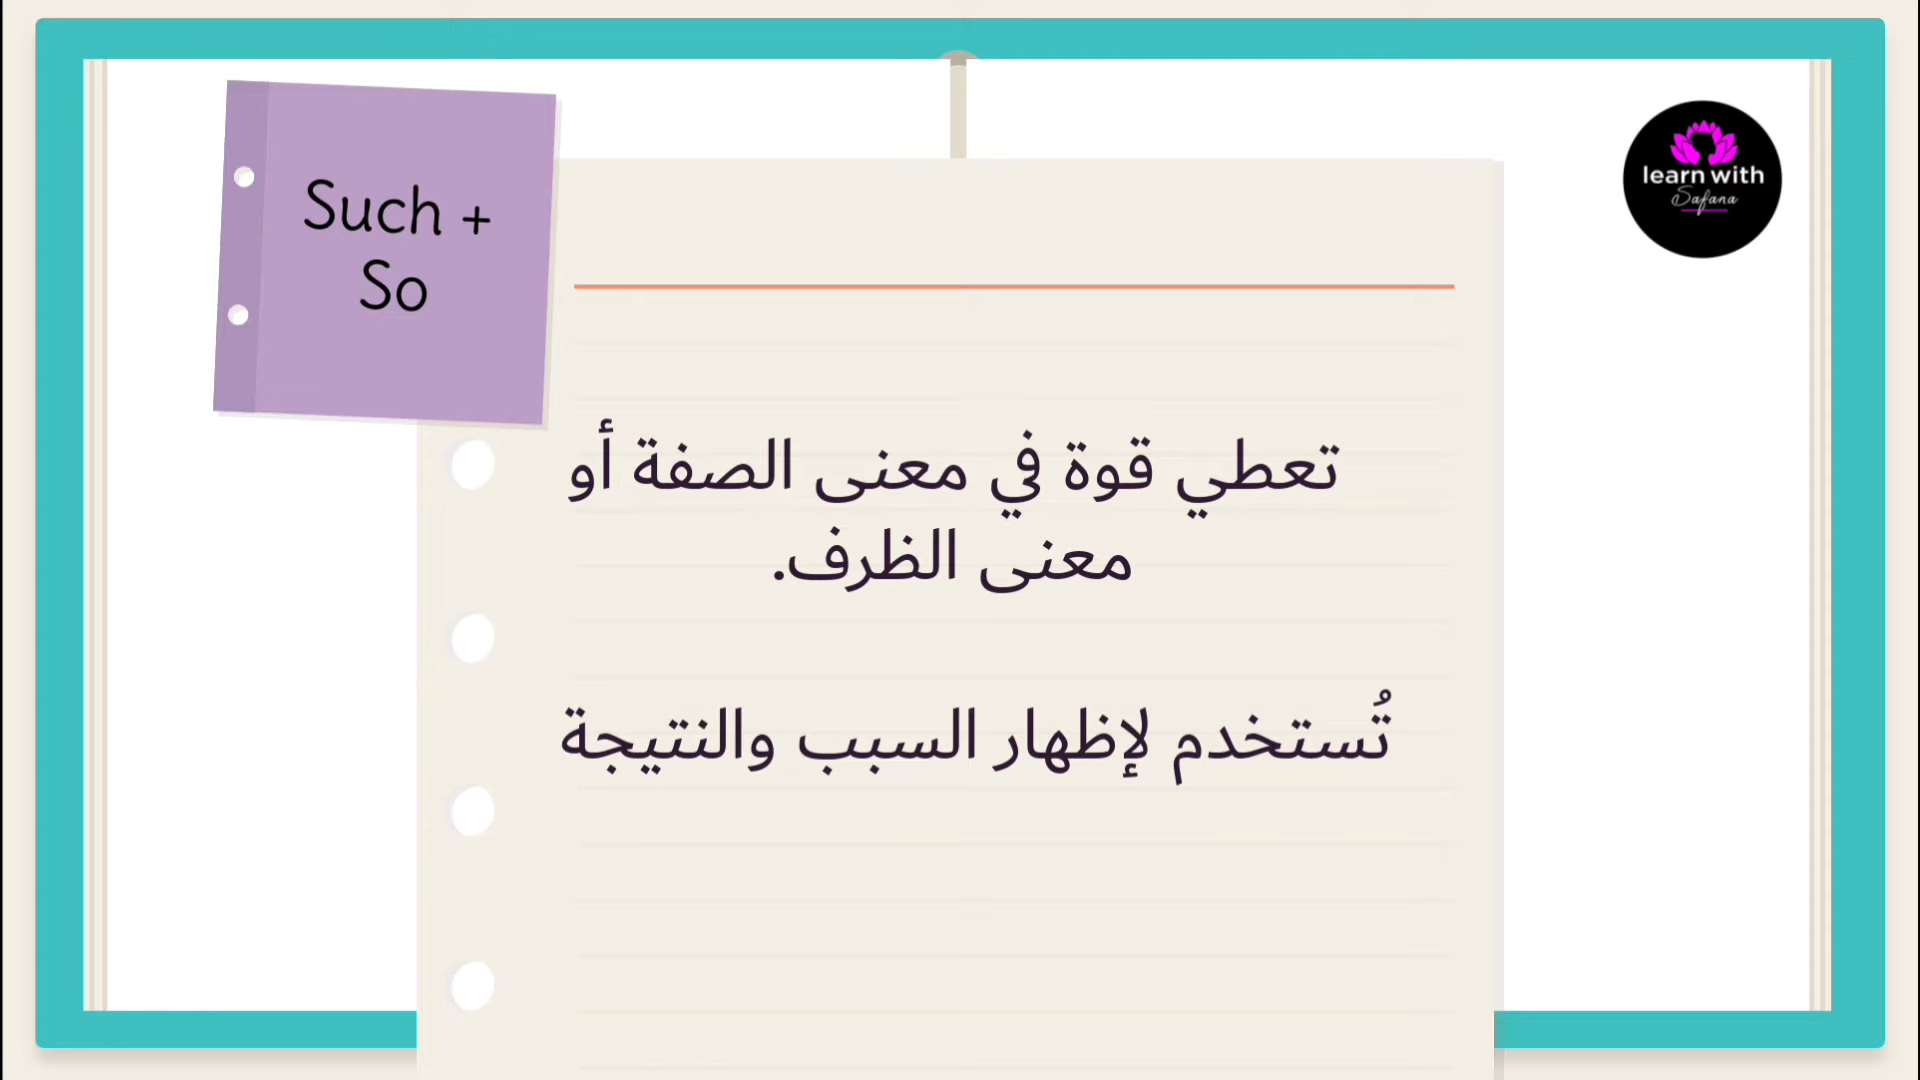 Such +
So
learn with
Safana
تعطي قوة في معنى الصفة أو
معنى الظرف.
تُستخدم لإظهار السبب والنتيجة